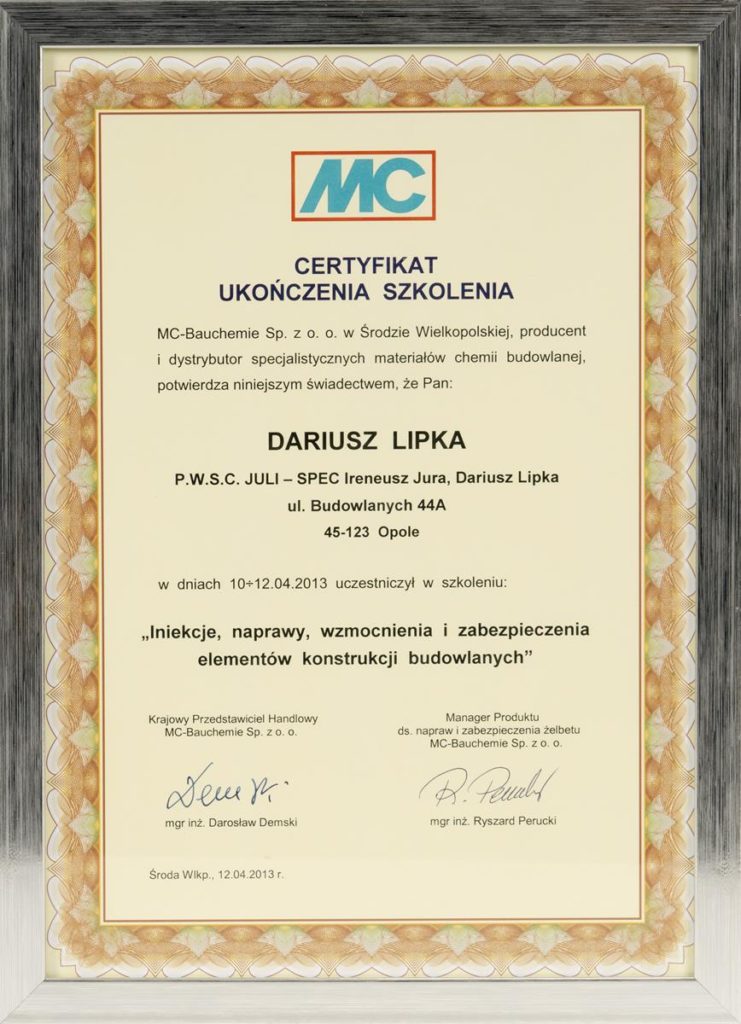 MC
CERTYFIKAT
UKOŃCZENIA SZKOLENIA
MC-Bauchemie Sp. z o. o. w Środzie Wielkopolskiej, producent
i dystrybutor specjalistycznych materiałów chemii budowlanej,
potwierdza niniejszym świadectwem, że Pan:
DARIUSZ LIPKA
P.W.S.C. JULI – SPEC Ireneusz Jura, Dariusz Lipka
ul. Budowlanych 44A
45-123 Opole
w dniach 10÷12.04.2013 uczestniczył w szkoleniu:
„Iniekcje, naprawy, wzmocnienia i zabezpieczenia
elementów konstrukcji budowlanych”
Krajowy Przedstawiciel Handlowy
MC-Bauchemie Sp. z o. o.
mgr inż. Darosław Demski
Manager Produktu
ds. napraw i zabezpieczenia żelbetu
MC-Bauchemie Sp. z o. o.
R. Perucki
mgr inż. Ryszard Perucki
Środa Wlkp., 12.04.2013 r.